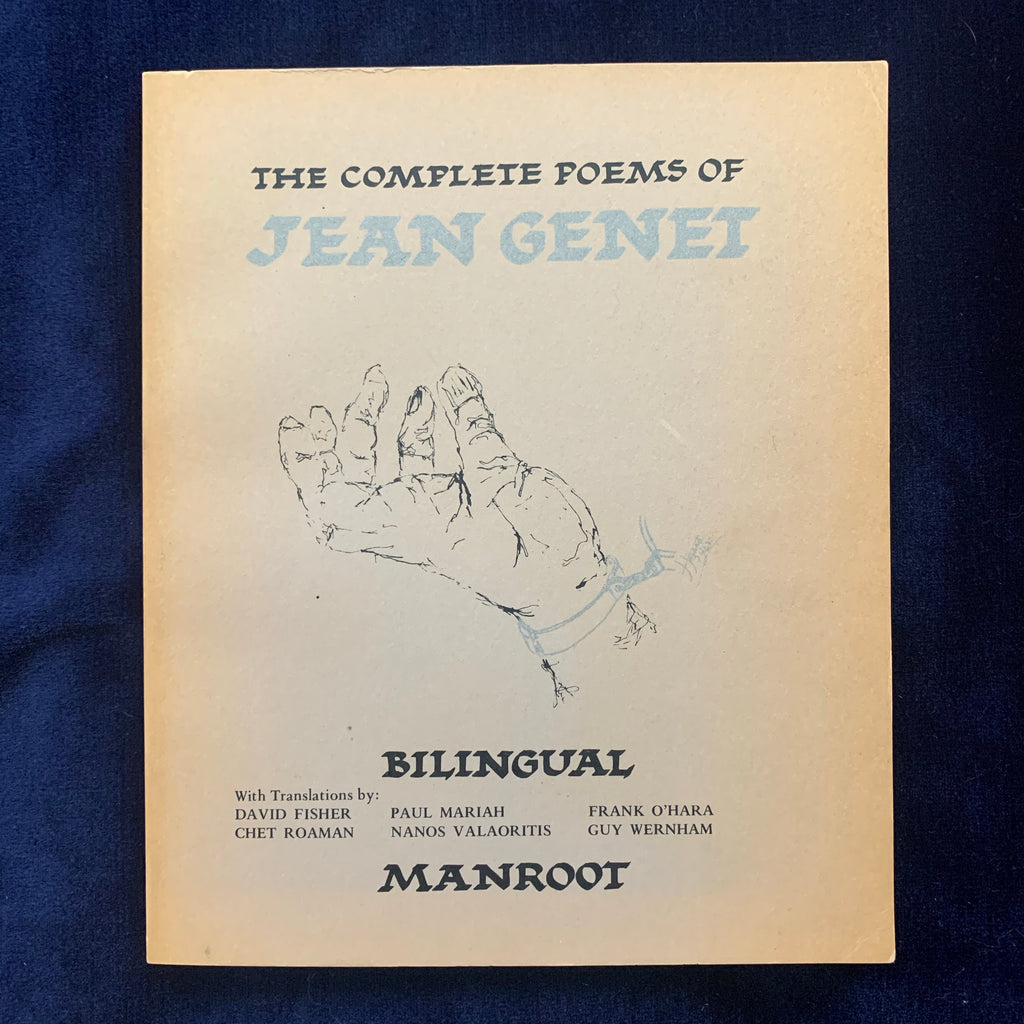 THE COMPLETE POEMS OF
JEAN GENET
BILINGUAL
With Translations by:
DAVID FISHER PAUL MARIAH FRANK O'HARA
CHET ROAMAN NANOS VALAORITIS GUY WERNHAM
MANROOT